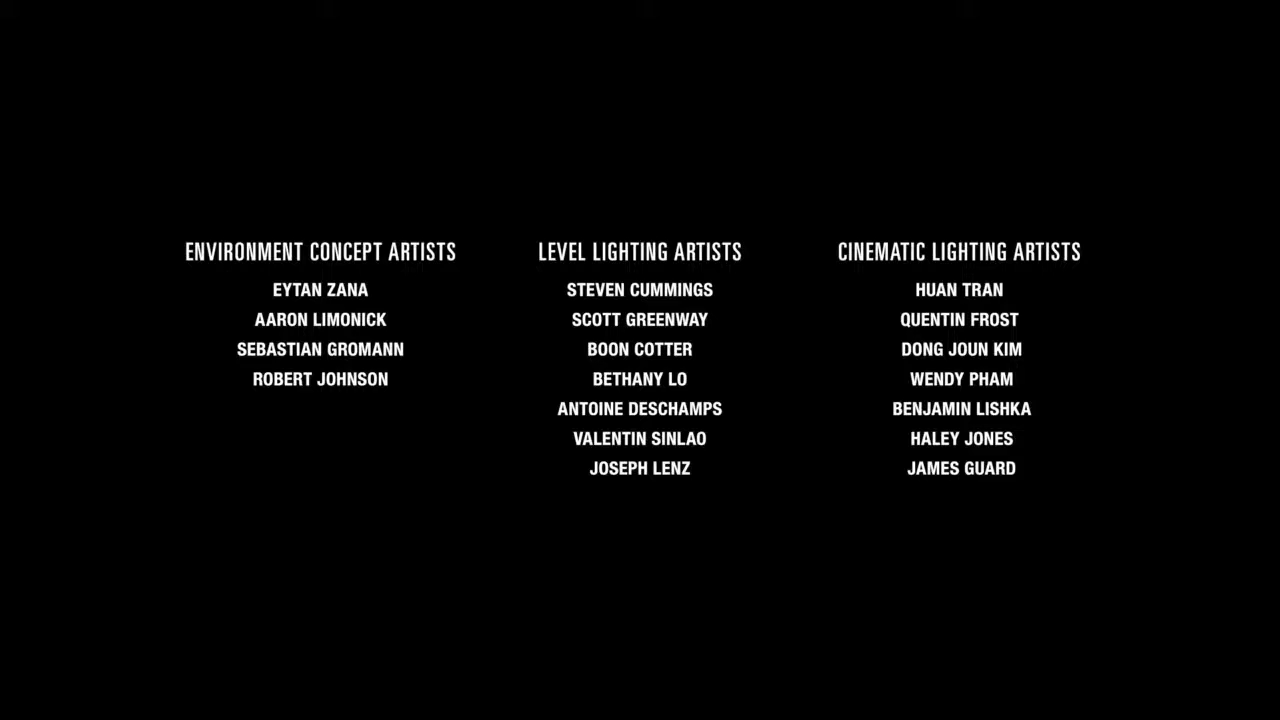 ENVIRONMENT CONCEPT ARTISTS
EYTAN ZANA
AARON LIMONICK
SEBASTIAN GROMANN
ROBERT JOHNSON
LEVEL LIGHTING ARTISTS
STEVEN CUMMINGS
SCOTT GREENWAY
BOON COTTER
BETHANY LO
ANTOINE DESCHAMPS
VALENTIN SINLAO
JOSEPH LENZ
CINEMATIC LIGHTING ARTISTS
HUAN TRAN
QUENTIN FROST
DONG JOUN KIM
WENDY PHAM
BENJAMIN LISHKA
HALEY JONES
JAMES GUARD